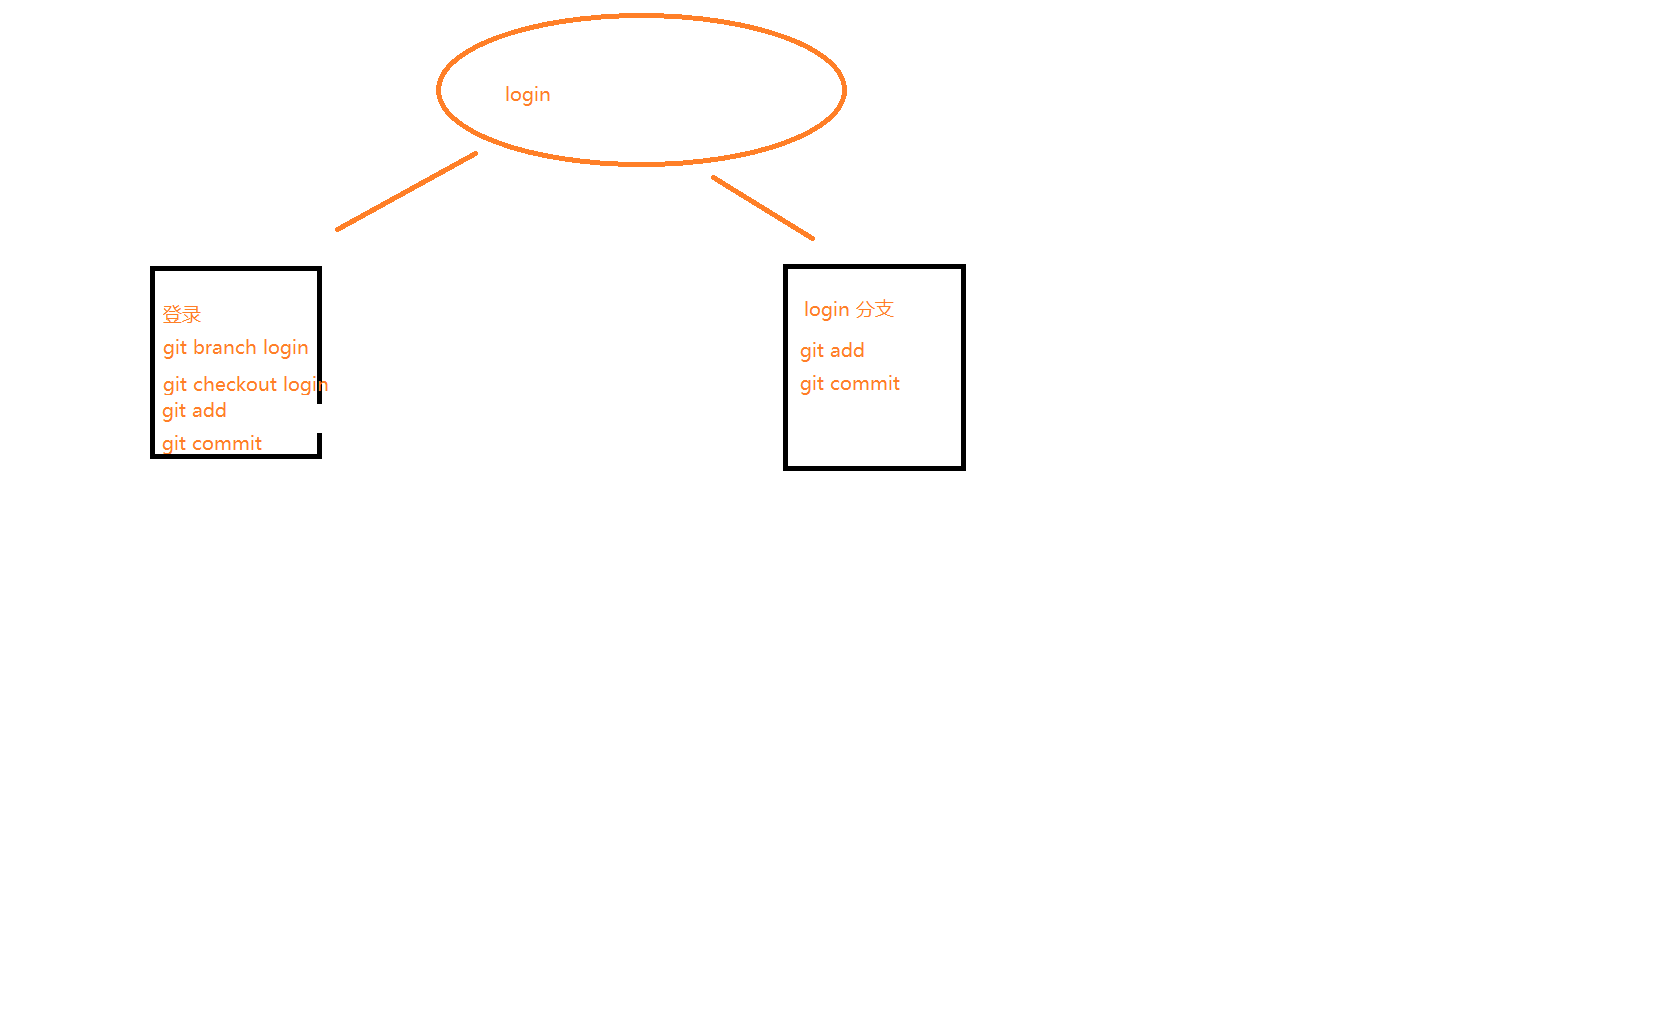 login
登录
git branch login
git checkout login
git add
git commit
login 分支
git add
git commit